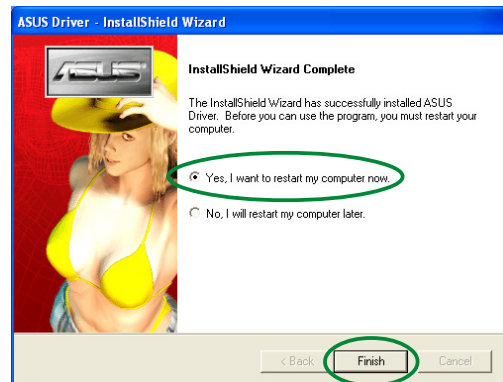 ASUS Driver - InstallShield Wizard
ASUS
InstallShield Wizard Complete
The InstallShield Wizard has successfully installed ASUS
Driver. Before you can use the program, you must restart your
computer.
Yes, I want to restart my computer now.
No, I will restart my computer later.
< Back
Finish
Cancel